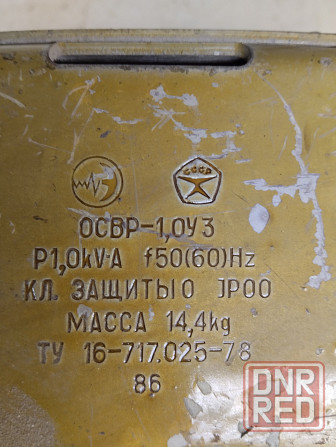 СССР
ОСВР-1,0У3
P1,0kV·A f50(60)Hz
КЛ. ЗАЩИТЫ 0 JP00
МАССА 14,4kg
ТУ 16-717.025-78
86
DNR
RED